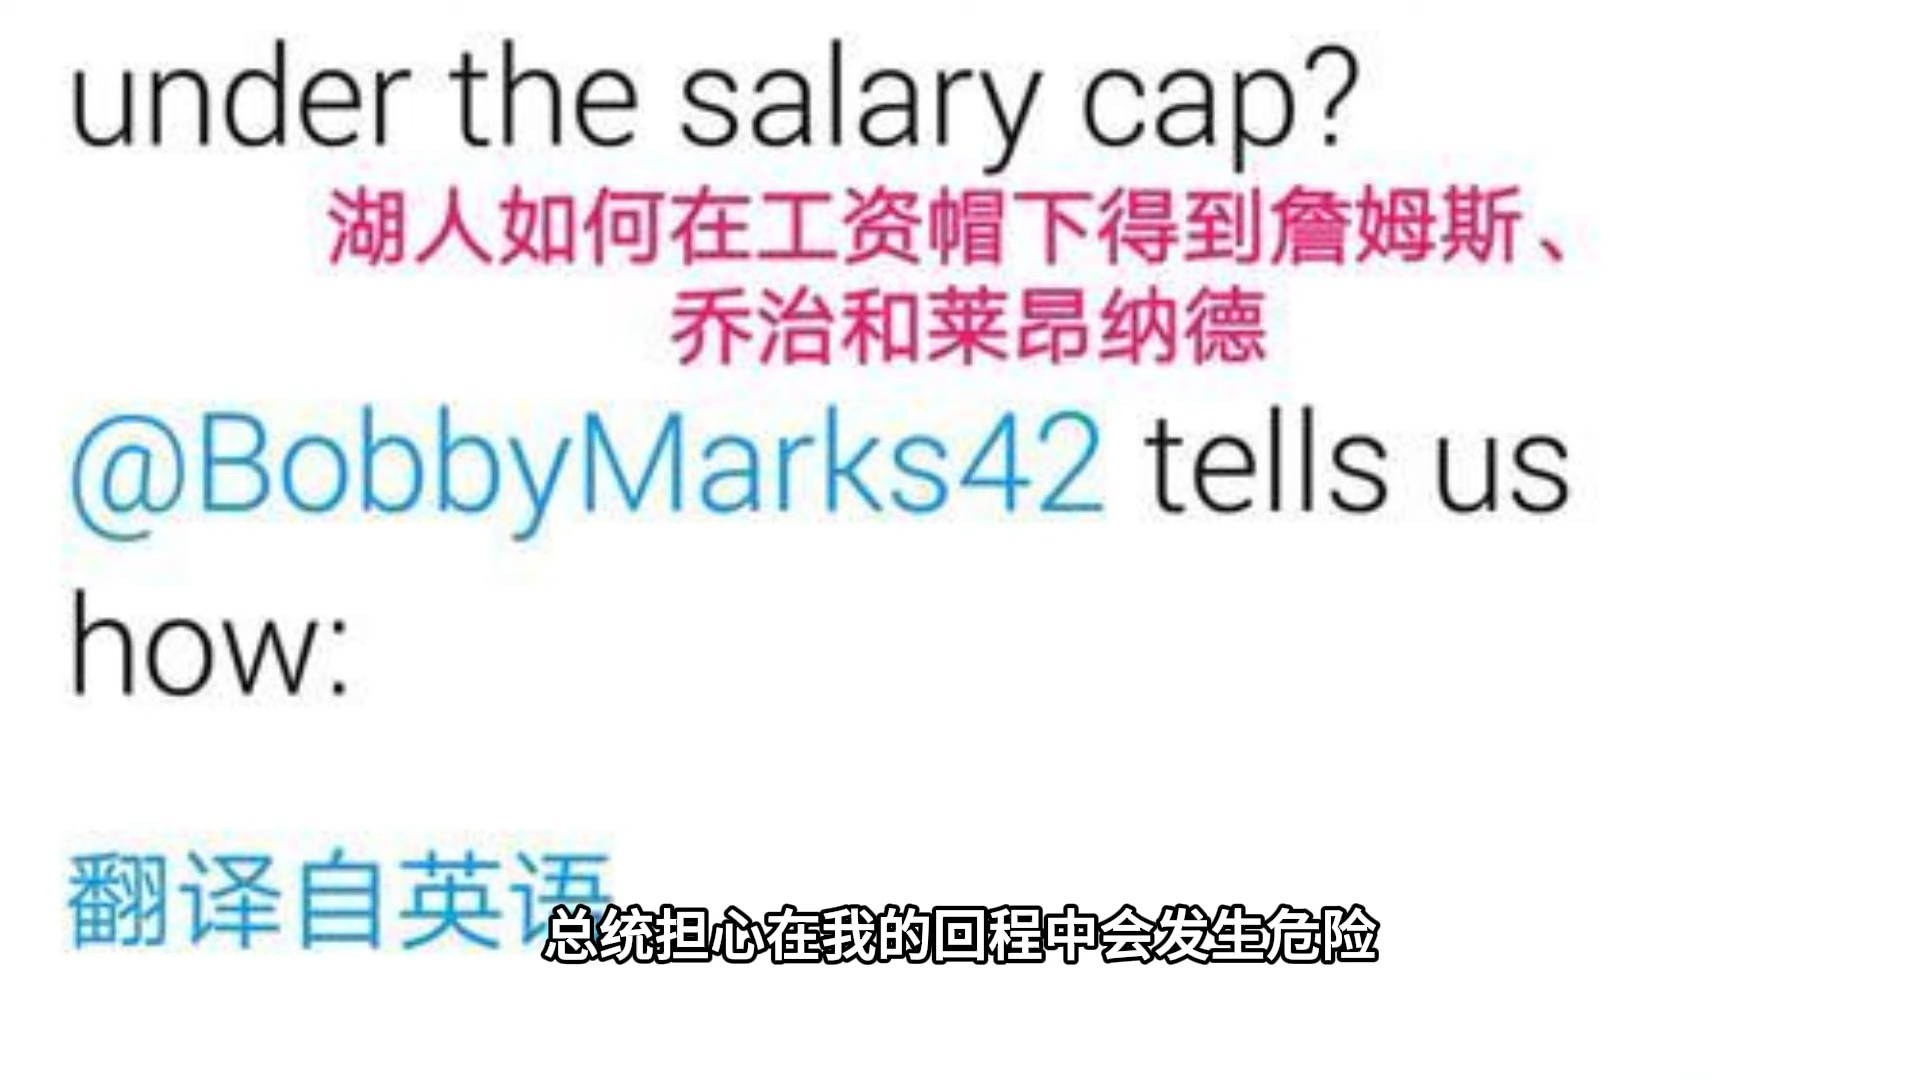 under the salary cap?
湖人如何在工资帽下得到詹姆斯、
乔治和莱昂纳德
@BobbyMarks42 tells us
how:
翻译自英语
总统担心在我的回程中会发生危险